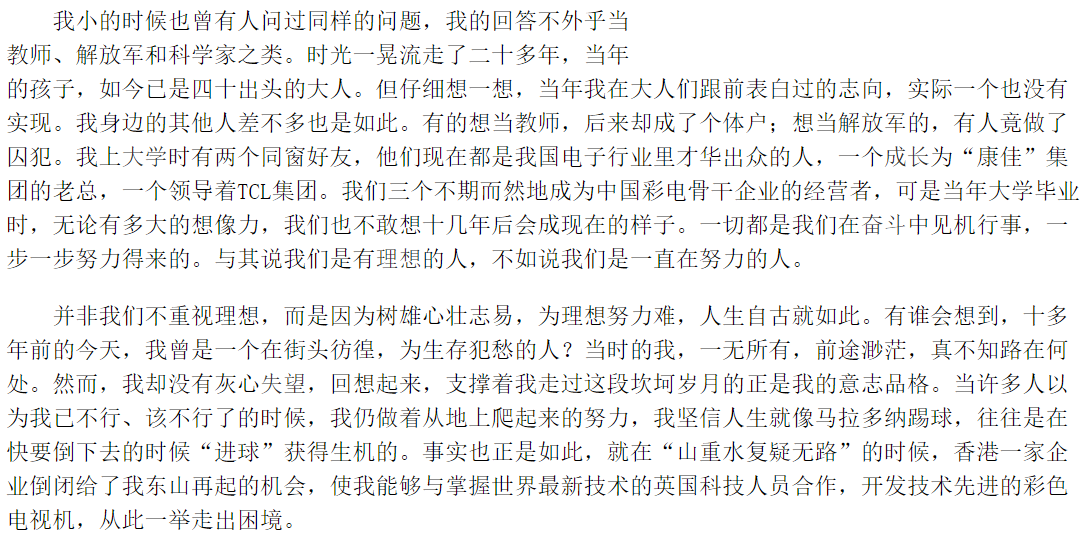 我小的时候也曾有人问过同样的问题，我的回答不外乎当
教师、解放军和科学家之类。时光一晃流走了二十多年，当年
的孩子，如今已是四十出头的大人。但仔细想一想，当年我在大人们跟前表白过的志向，实际一个也没有
实现。我身边的其他人差不多也是如此。有的想当教师，后来却成了个体户；想当解放军的，有人竟做了
囚犯。我上大学时有两个同窗好友，他们现在都是我国电子行业里才华出众的人，一个成长为“康佳”集
团的老总，一个领导着TCL集团。我们三个不期而然地成为中国彩电骨干企业的经营者，可是当年大学毕业
时，无论有多大的想像力，我们也不敢想十几年后会成现在的样子。一切都是我们在奋斗中见机行事，一
步一步努力得来的。与其说我们是有理想的人，不如说我们是一直在努力的人。
并非我们不重视理想，而是因为树雄心壮志易，为理想努力难，人生自古就如此。有谁会想到，十多
年前的今天，我曾是一个在街头彷徨，为生存犯愁的人？当时的我，一无所有，前途渺茫，真不知路在何
处。然而，我却没有灰心失望，回想起来，支撑着我走过这段坎坷岁月的正是我的意志品格。当许多人以
为我已不行、该不行了的时候，我仍做着从地上爬起来的努力，我坚信人生就像马拉多纳踢球，往往是在
快要倒下去的时候“进球”获得生机的。事实也正是如此，就在“山重水复疑无路”的时候，香港一家企
业倒闭给了我东山再起的机会，使我能够与掌握世界最新技术的英国科技人员合作，开发技术先进的彩色
电视机，从此一举走出困境。